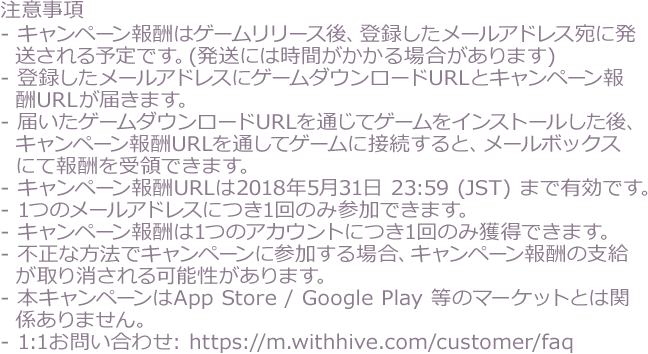 注意事項
- キャンペーン報酬はゲームリリース後、登録したメールアドレス宛に発
送される予定です。(発送には時間がかかる場合があります)
- 登録したメールアドレスにゲームダウンロードURLとキャンペーン報
酬URLが届きます。
- 届いたゲームダウンロードURLを通じてゲームをインストールした後、
キャンペーン報酬URLを通してゲームに接続すると、メールボックス
にて報酬を受領できます。
- キャンペーン報酬URLは2018年5月31日 23:59 (JST) まで有効です。
- 1つのメールアドレスにつき1回のみ参加できます。
- キャンペーン報酬は1つのアカウントにつき1回のみ獲得できます。
- 不正な方法でキャンペーンに参加する場合、キャンペーン報酬の支給
が取り消される可能性があります。
- 本キャンペーンはApp Store / Google Play 等のマーケットとは関
係ありません。
- 1:1お問い合わせ: https://m.withhive.com/customer/faq